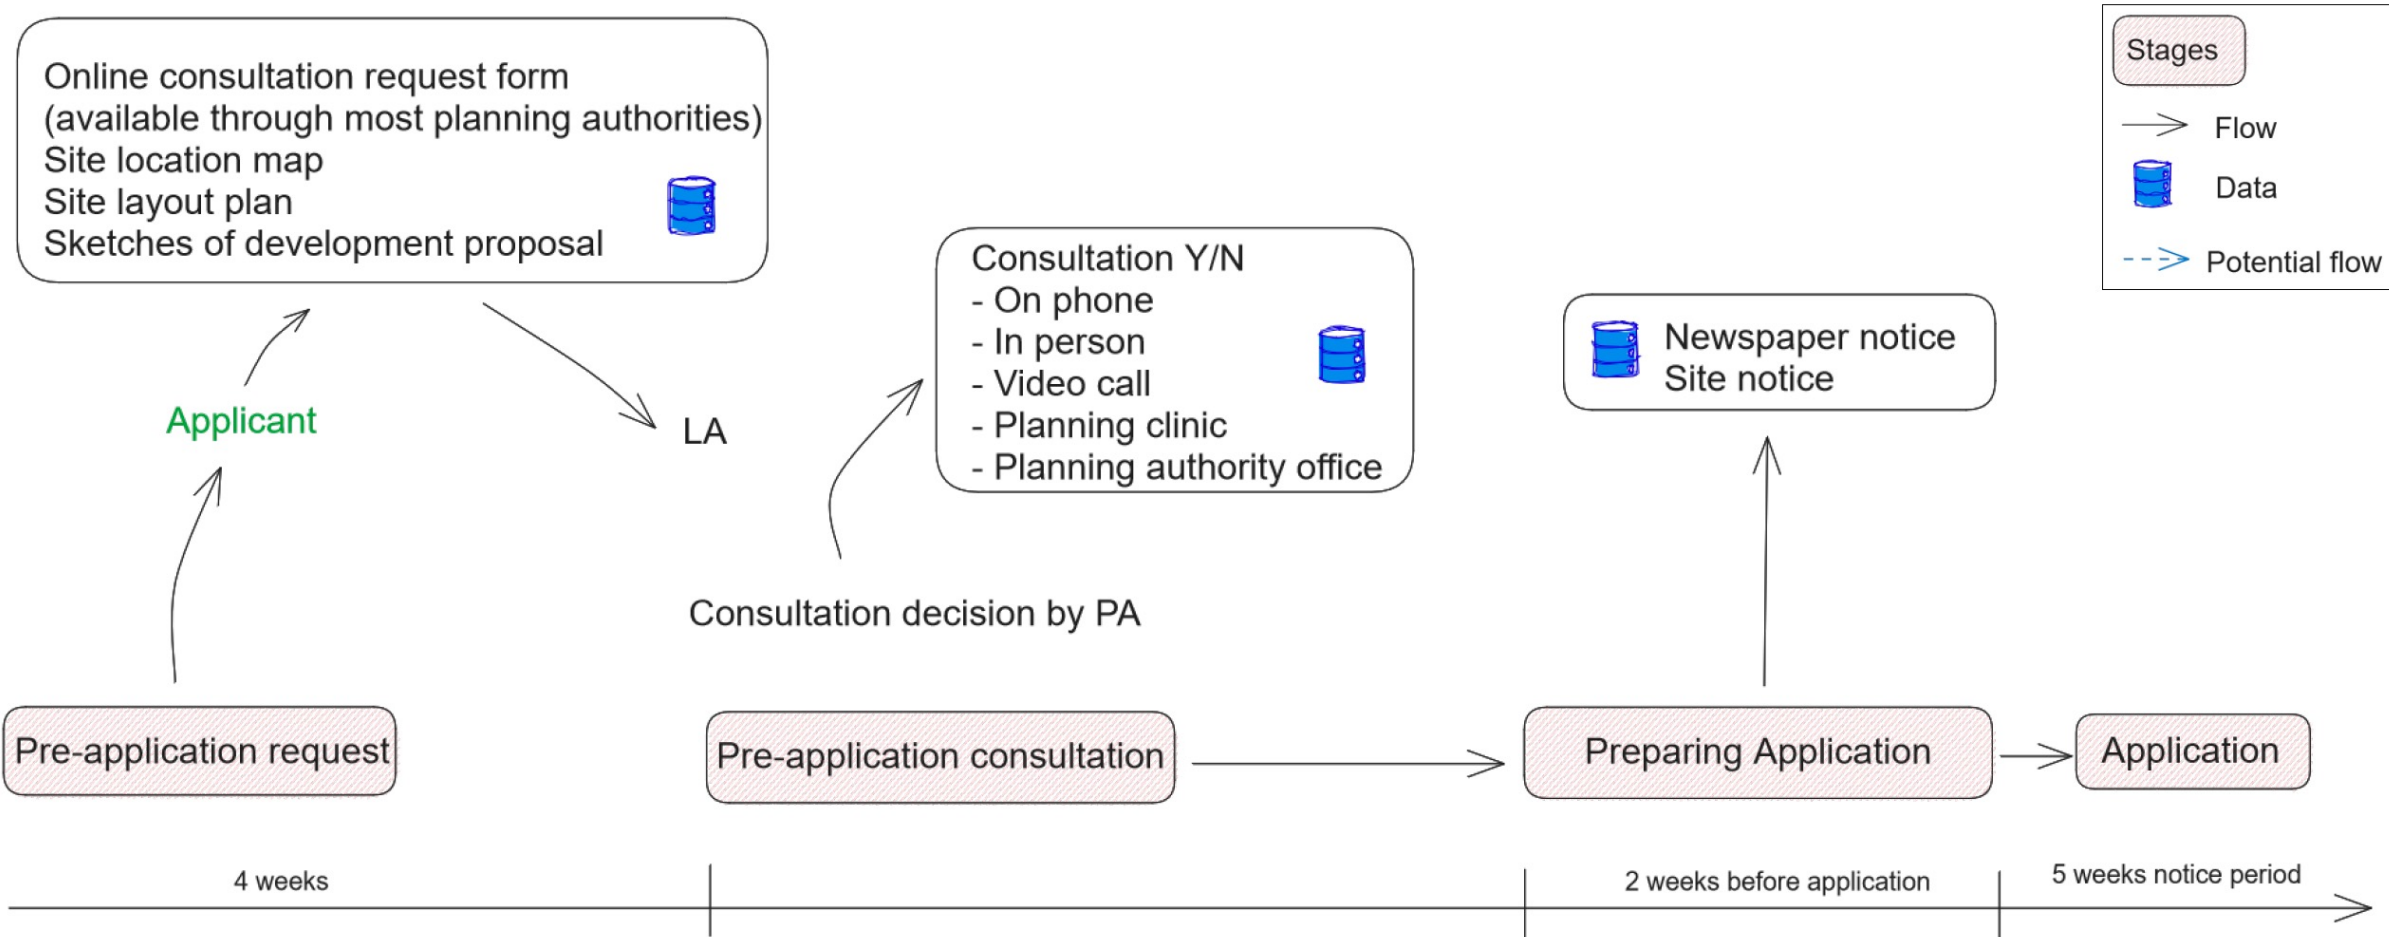 Online consultation request form
(available through most planning authorities)
Site location map
Site layout plan
Sketches of development proposal
Applicant
LA
Consultation Y/N
- On phone
- In person
- Video call
- Planning clinic
- Planning authority office
Consultation decision by PA
Newspaper notice
Site notice
Stages
Flow
Data
Potential flow
Pre-application request
Pre-application consultation
Preparing Application
Application
4 weeks
2 weeks before application
5 weeks notice period